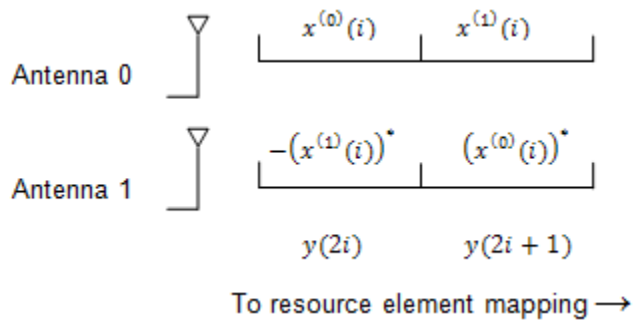 x⁽⁰⁾(i) x⁽¹⁾(i)
Antenna 0
−(x⁽¹⁾(i))* (x⁽⁰⁾(i))*
Antenna 1
y(2i) y(2i + 1)
To resource element mapping →